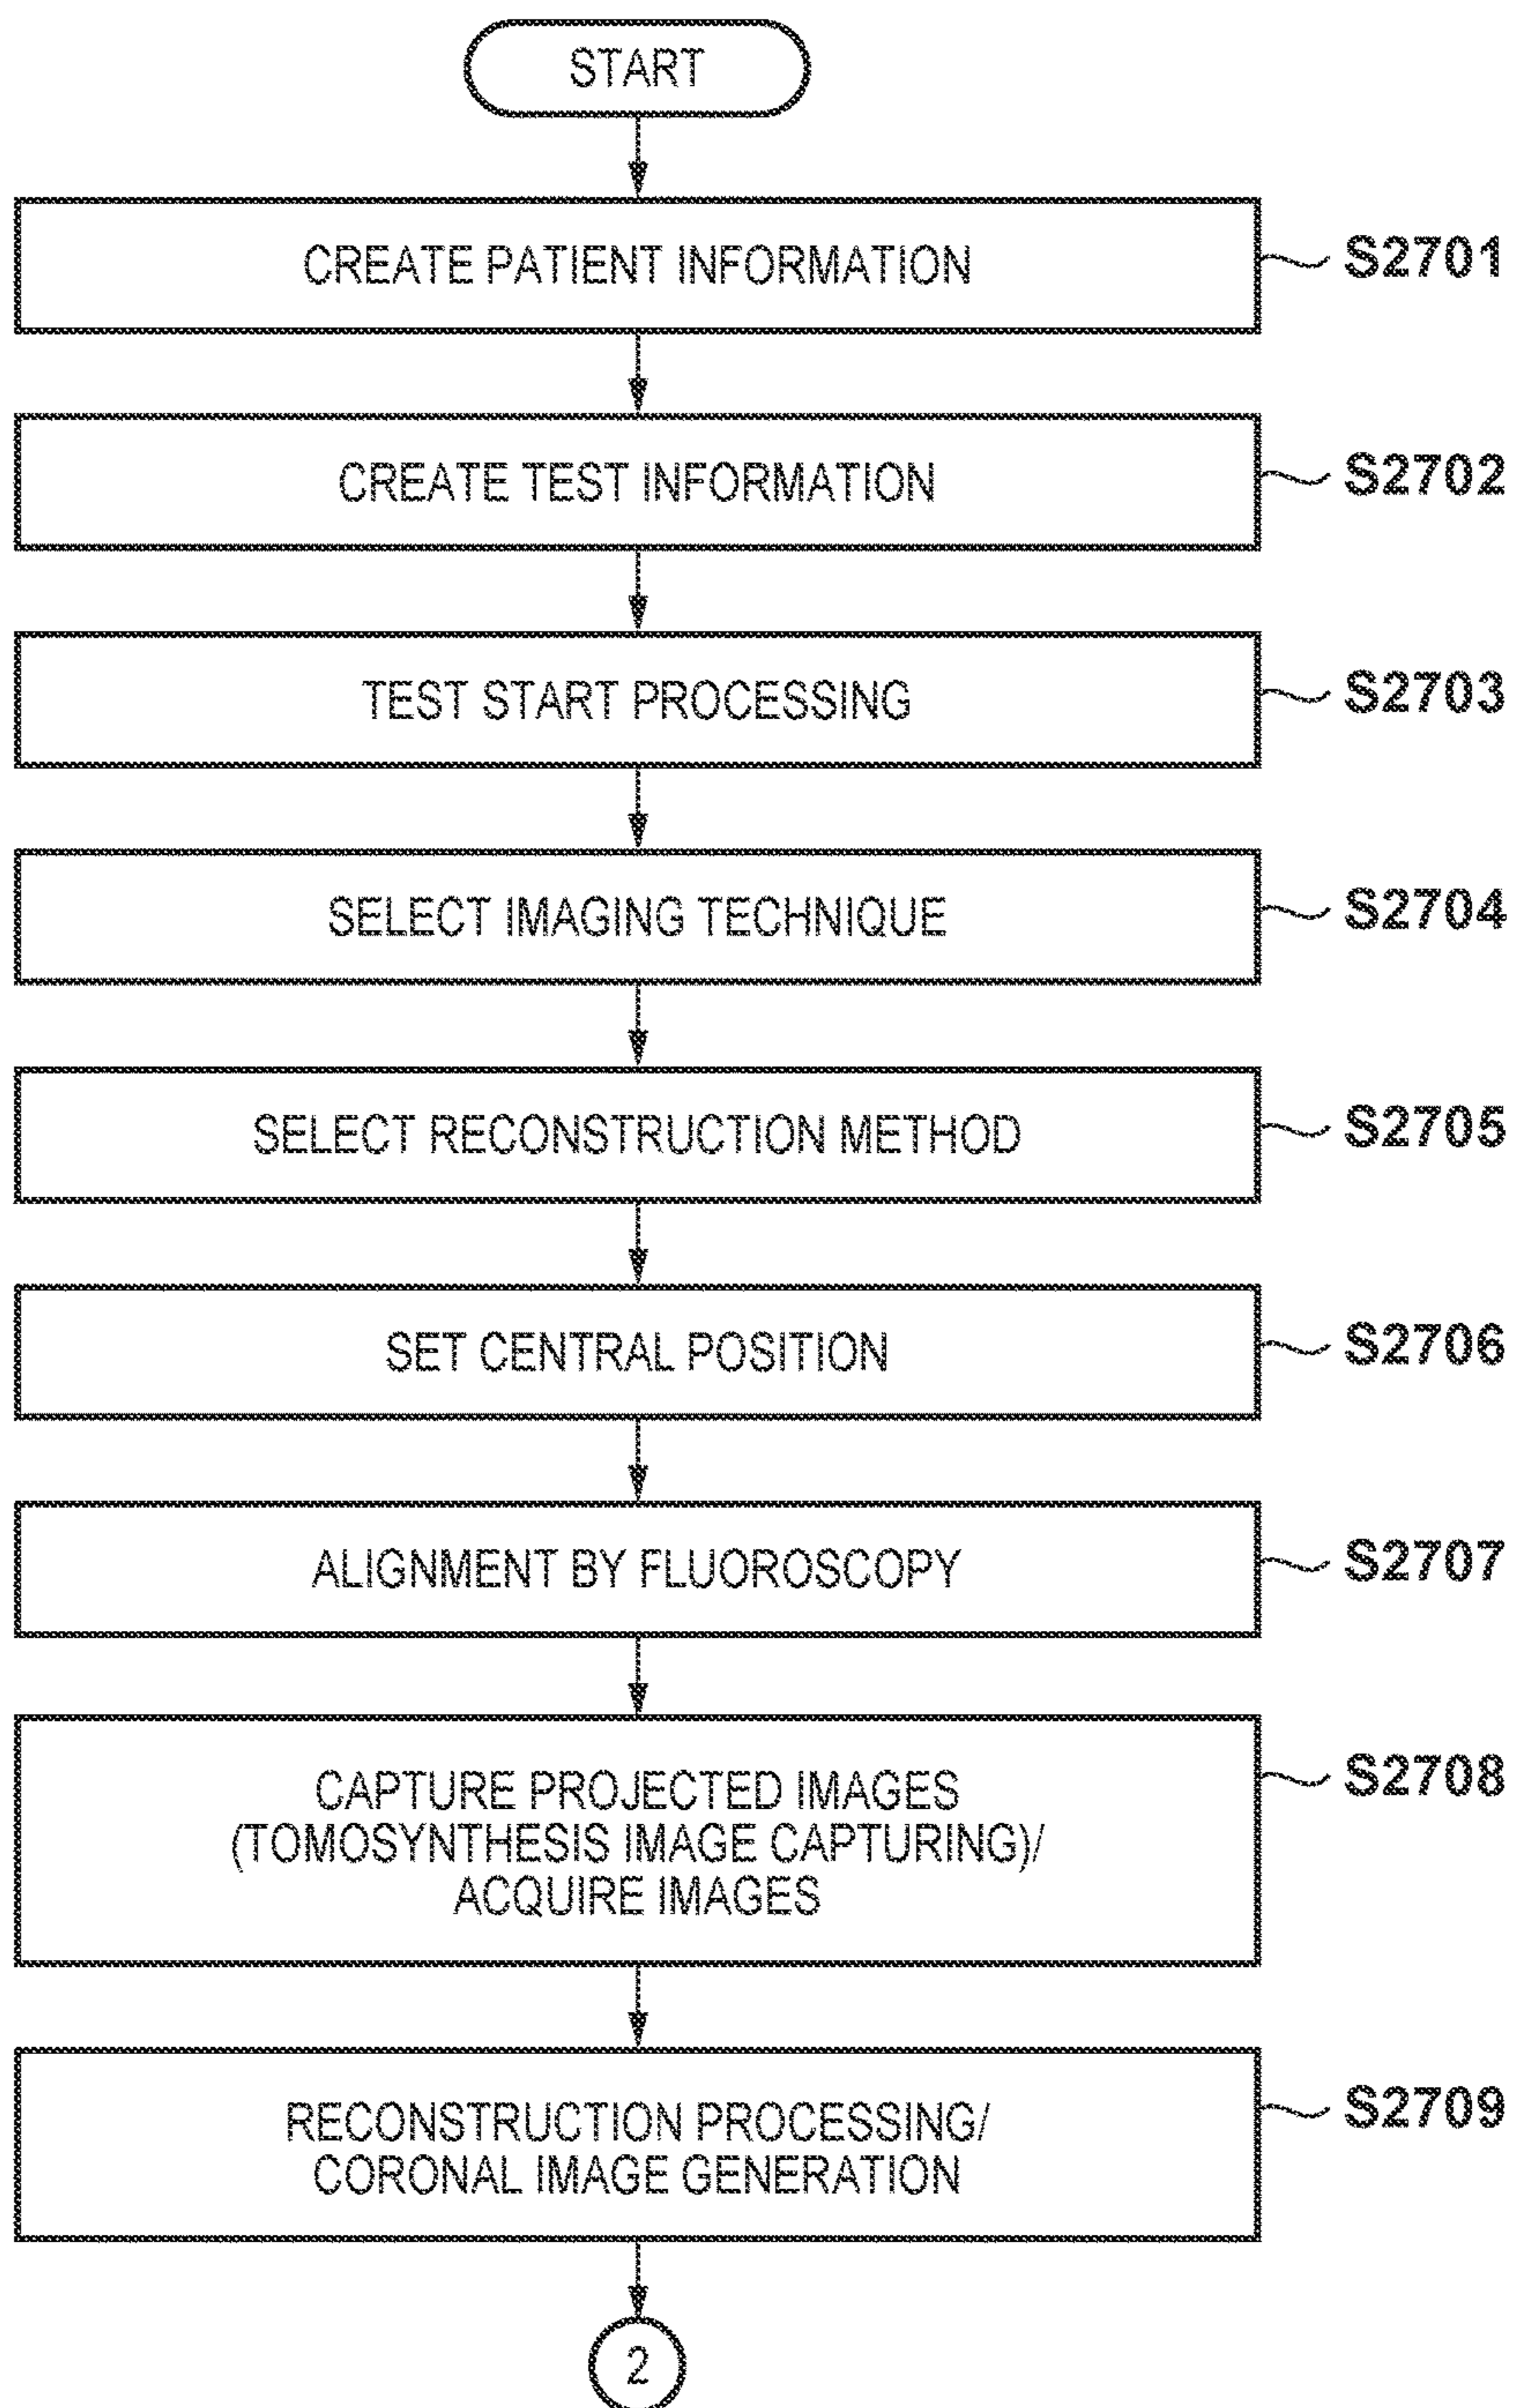 START
CREATE PATIENT INFORMATION
S2701
CREATE TEST INFORMATION
S2702
TEST START PROCESSING
S2703
SELECT IMAGING TECHNIQUE
S2704
SELECT RECONSTRUCTION METHOD
S2705
SET CENTRAL POSITION
S2706
ALIGNMENT BY FLUOROSCOPY
S2707
CAPTURE PROJECTED IMAGES
(TOMOSYNTHESIS IMAGE CAPTURING)/
ACQUIRE IMAGES
S2708
RECONSTRUCTION PROCESSING/
CORONAL IMAGE GENERATION
S2709
2